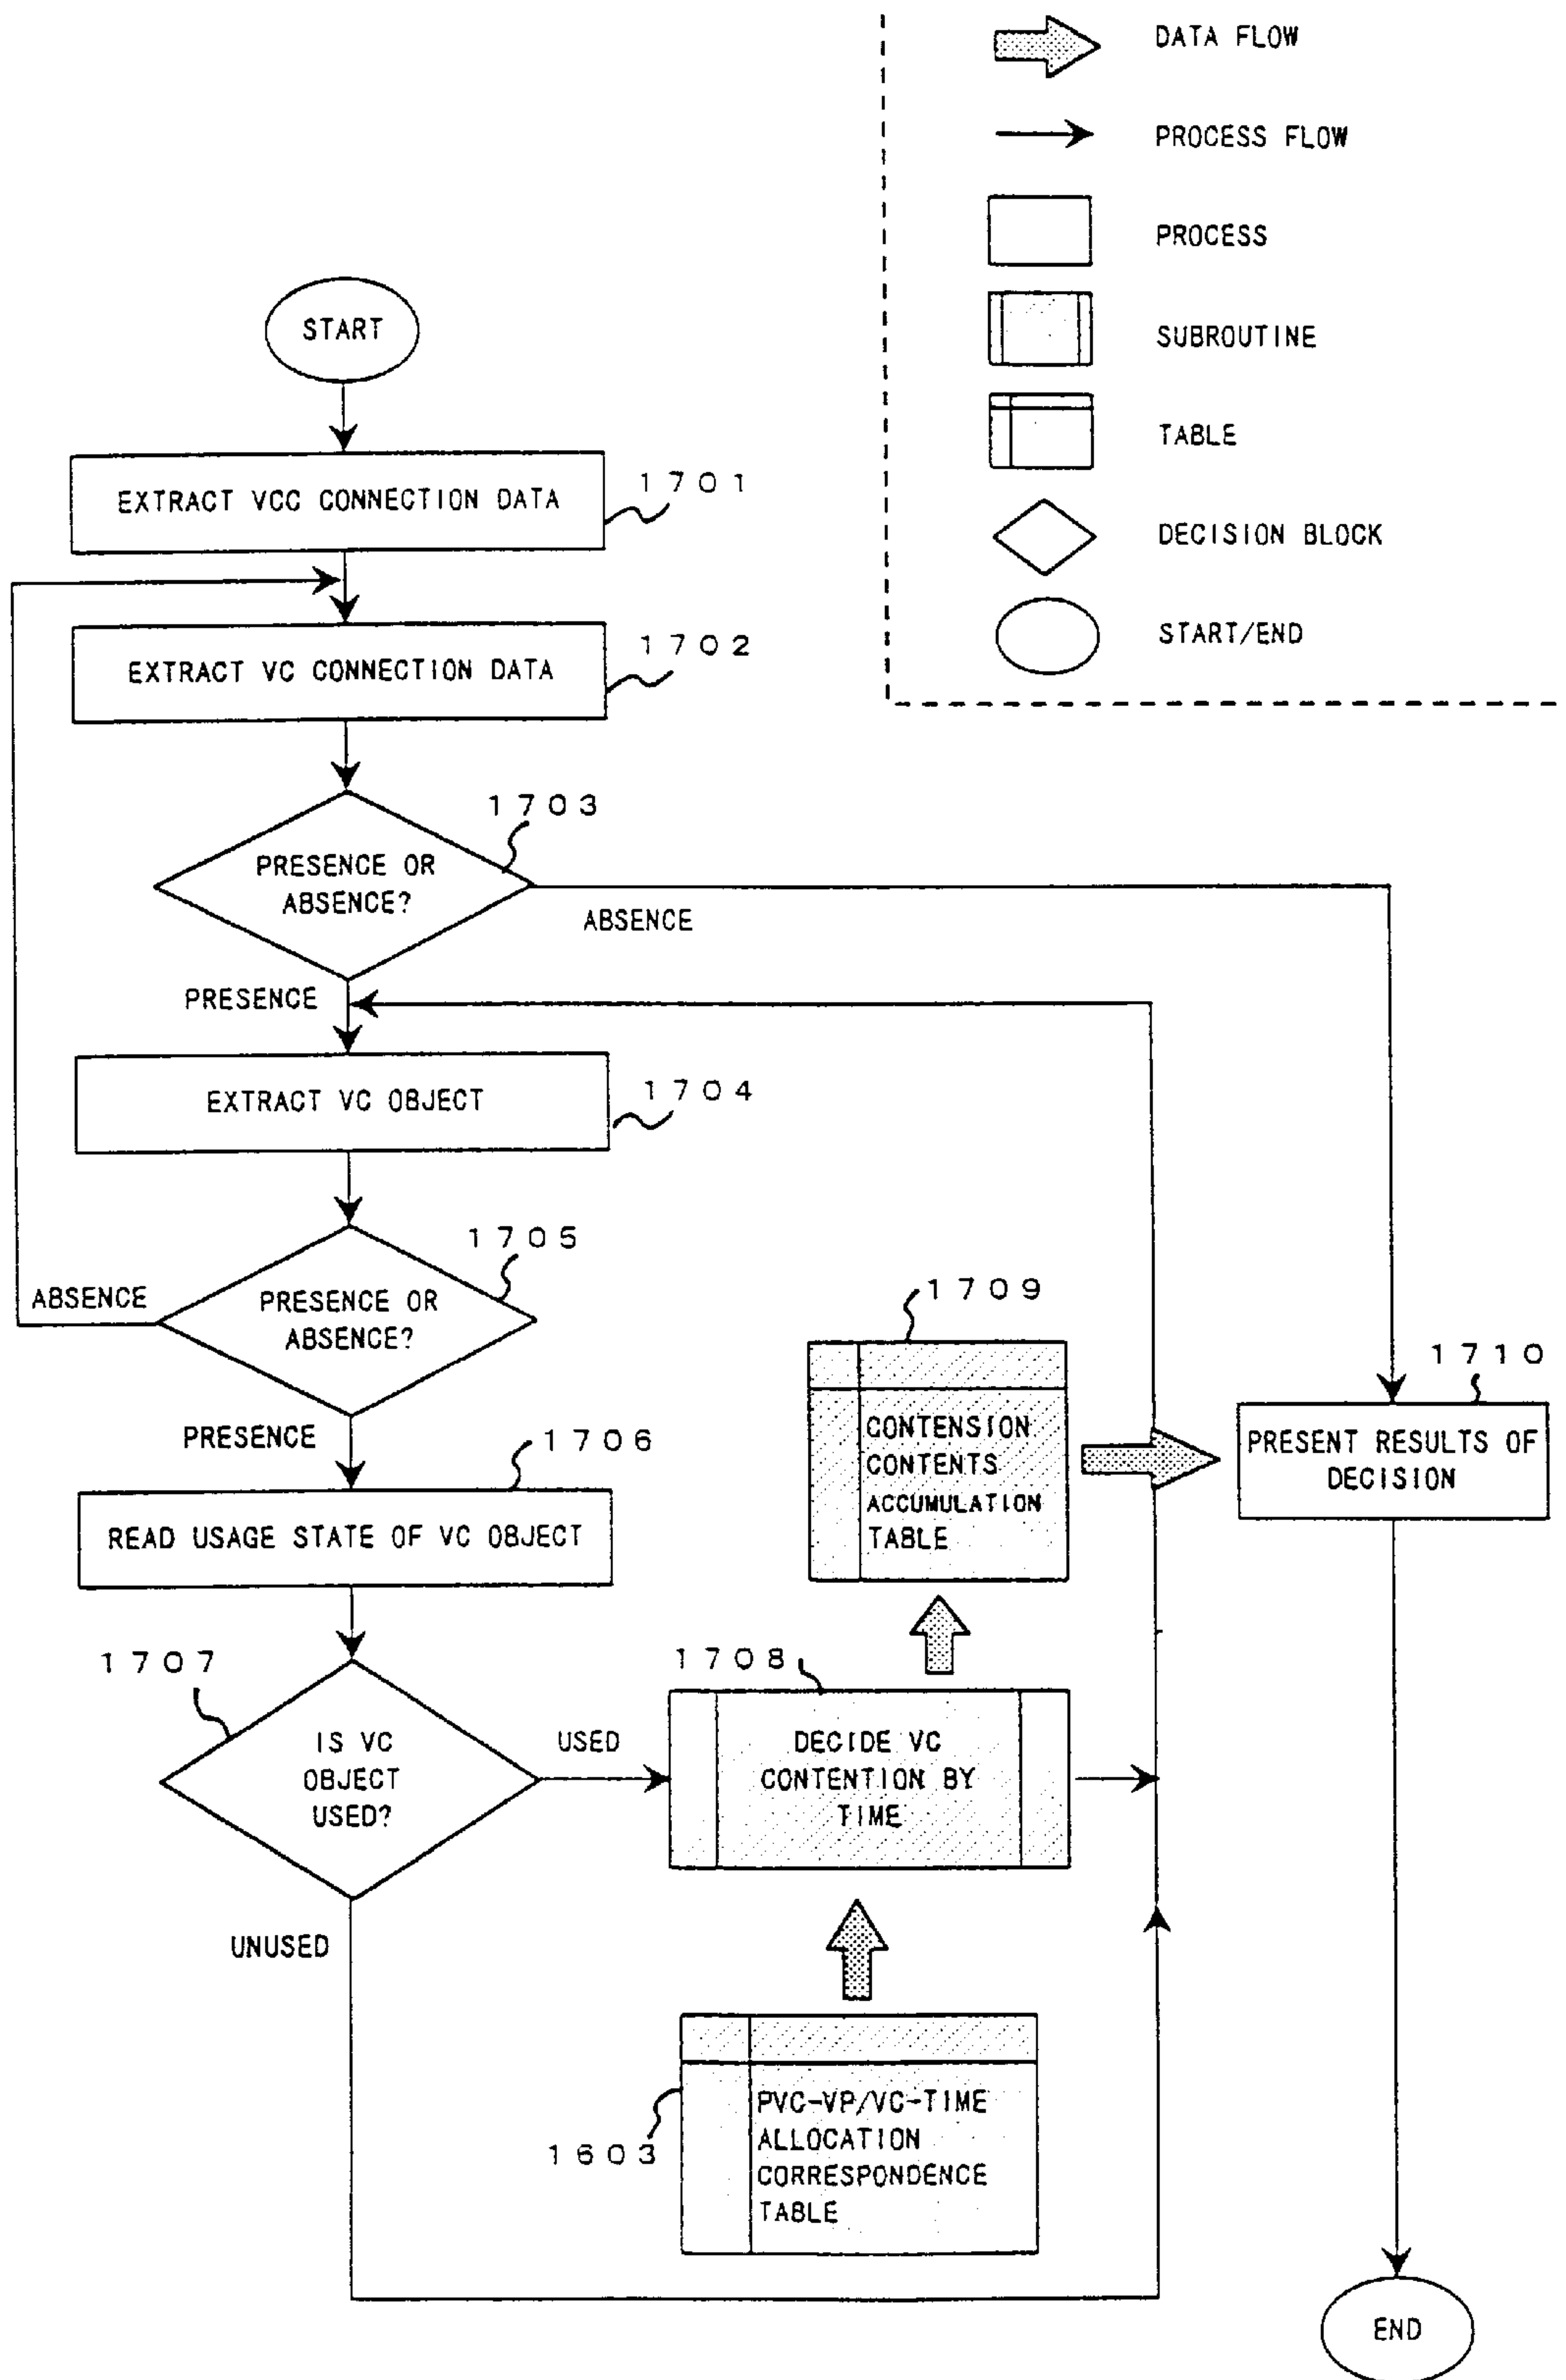 DATA FLOW
PROCESS FLOW
PROCESS
SUBROUTINE
TABLE
DECISION BLOCK
START/END
START
EXTRACT VCC CONNECTION DATA
1701
EXTRACT VC CONNECTION DATA
1702
1703
PRESENCE OR
ABSENCE?
ABSENCE
PRESENCE
EXTRACT VC OBJECT
1704
1705
PRESENCE OR
ABSENCE?
ABSENCE
PRESENCE
1706
READ USAGE STATE OF VC OBJECT
1707
IS VC
OBJECT
USED?
USED
UNUSED
1708
DECIDE VC
CONTENTION BY
TIME
1709
CONTENSION
CONTENTS
ACCUMULATION
TABLE
1710
PRESENT RESULTS OF
DECISION
1603
PVC-VP/VC-TIME
ALLOCATION
CORRESPONDENCE
TABLE
END